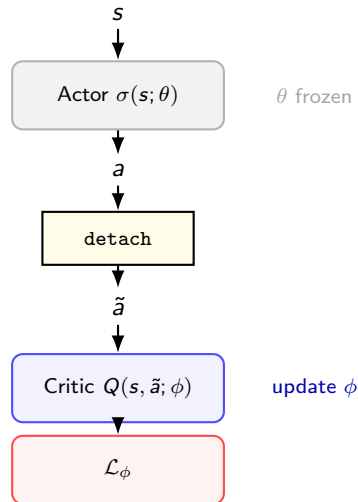 s
Actor σ(s; θ)
θ frozen
a
detach
ã
Critic Q(s, ã; ϕ)
update ϕ
ℒ_ϕ